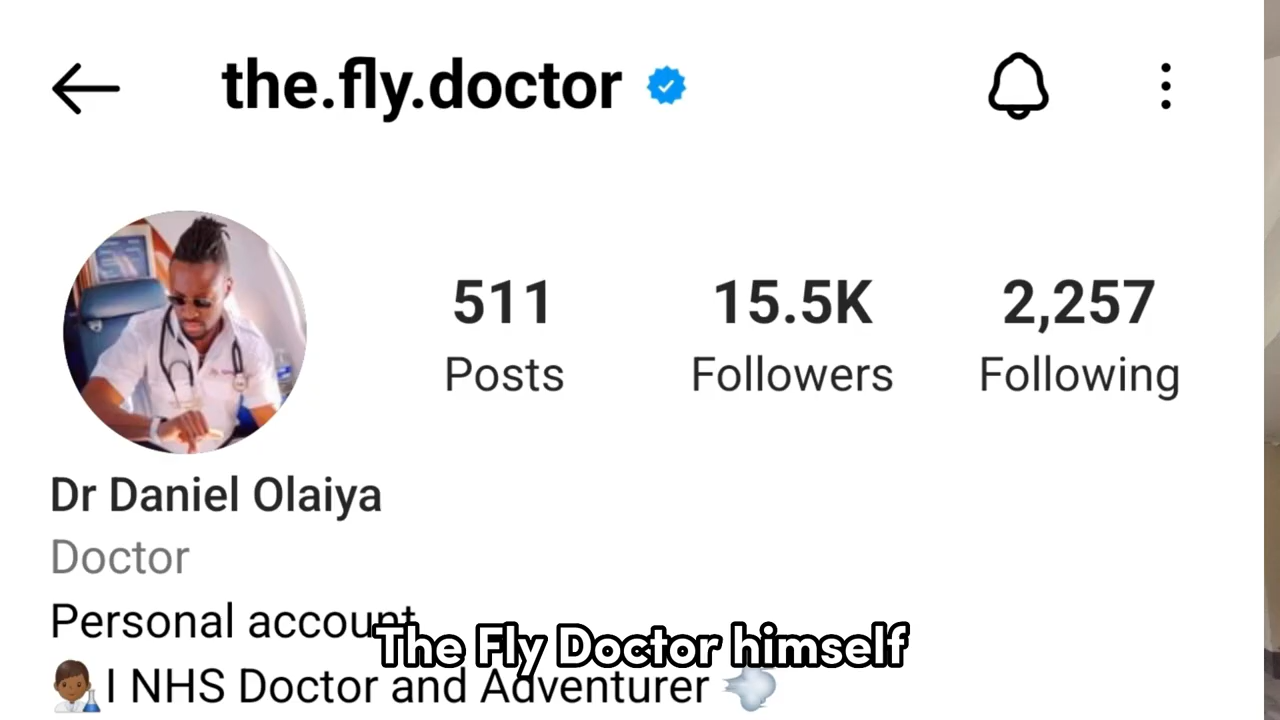 the.fly.doctor
511 15.5K 2,257
Posts Followers Following
Dr Daniel Olaiya
Doctor
Personal account
The Fly Doctor himself
I NHS Doctor and Adventurer